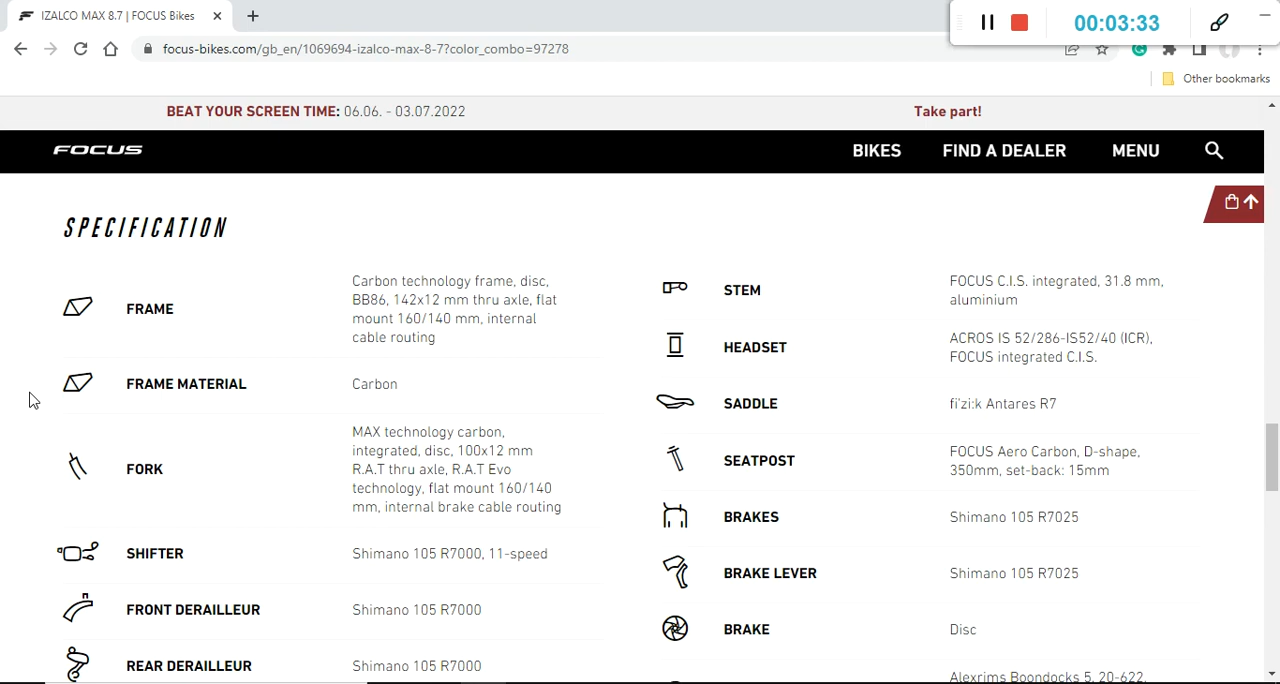 IZALCO MAX 8.7 | FOCUS Bikes
00:03:33
focus-bikes.com/gb_en/1069694-izalco-max-8-7?color_combo=97278
Other bookmarks
BEAT YOUR SCREEN TIME: 06.06. - 03.07.2022
Take part!
FOCUS
BIKES
FIND A DEALER
MENU
SPECIFICATION
FRAME
Carbon technology frame, disc,
BB86, 142x12 mm thru axle, flat
mount 160/140 mm, internal
cable routing
FRAME MATERIAL
Carbon
FORK
MAX technology carbon,
integrated, disc, 100x12 mm
R.A.T thru axle, R.A.T Evo
technology, flat mount 160/140
mm, internal brake cable routing
SHIFTER
Shimano 105 R7000, 11-speed
FRONT DERAILLEUR
Shimano 105 R7000
REAR DERAILLEUR
Shimano 105 R7000
STEM
FOCUS C.I.S. integrated, 31.8 mm,
aluminium
HEADSET
ACROS IS 52/286-IS52/40 (ICR),
FOCUS integrated C.I.S.
SADDLE
fi'zi:k Antares R7
SEATPOST
FOCUS Aero Carbon, D-shape,
350mm, set-back: 15mm
BRAKES
Shimano 105 R7025
BRAKE LEVER
Shimano 105 R7025
BRAKE
Disc
Alexrims Boondocks 5, 20-622,